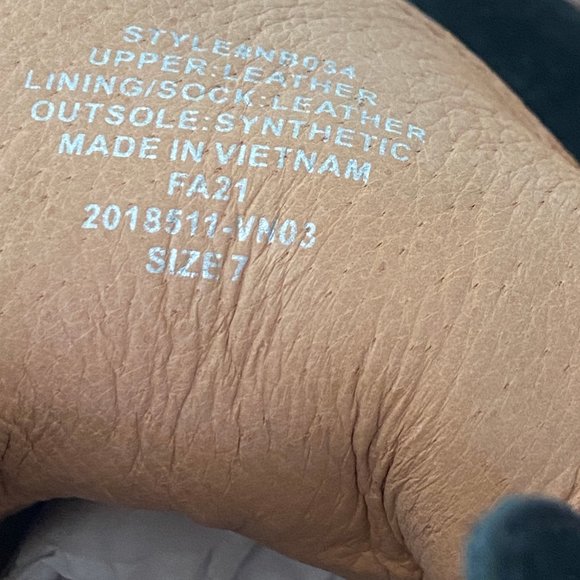 STYLE#NB034
UPPER:LEATHER
LINING/SOCK:LEATHER
OUTSOLE:SYNTHETIC
MADE IN VIETNAM
FA21
2018511-VN03
SIZE 7